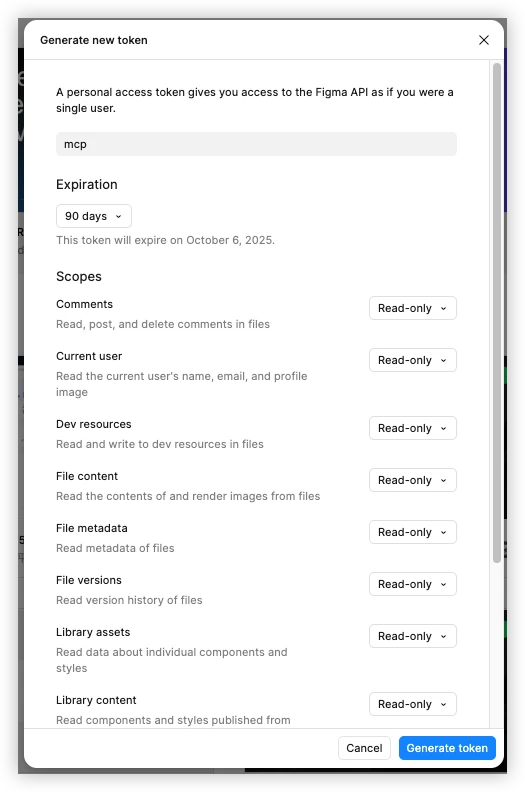 Generate new token
A personal access token gives you access to the Figma API as if you were a
single user.
mcp
Expiration
90 days
This token will expire on October 6, 2025.
Scopes
Comments
Read-only
Read, post, and delete comments in files
Current user
Read-only
Read the current user's name, email, and profile
image
Dev resources
Read-only
Read and write to dev resources in files
File content
Read-only
Read the contents of and render images from files
File metadata
Read-only
Read metadata of files
File versions
Read-only
Read version history of files
Library assets
Read-only
Read data about individual components and
styles
Library content
Read-only
Read components and styles published from
Cancel
Generate token